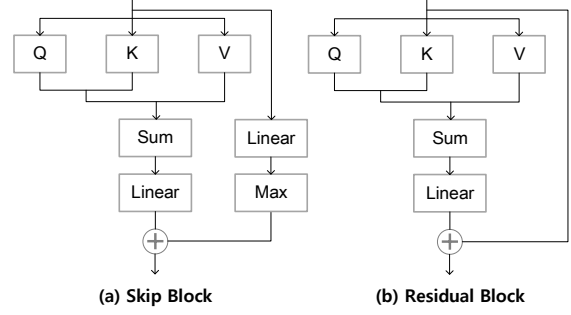 Q K V Q K V
Sum Linear Sum
Linear Max Linear
(a) Skip Block (b) Residual Block